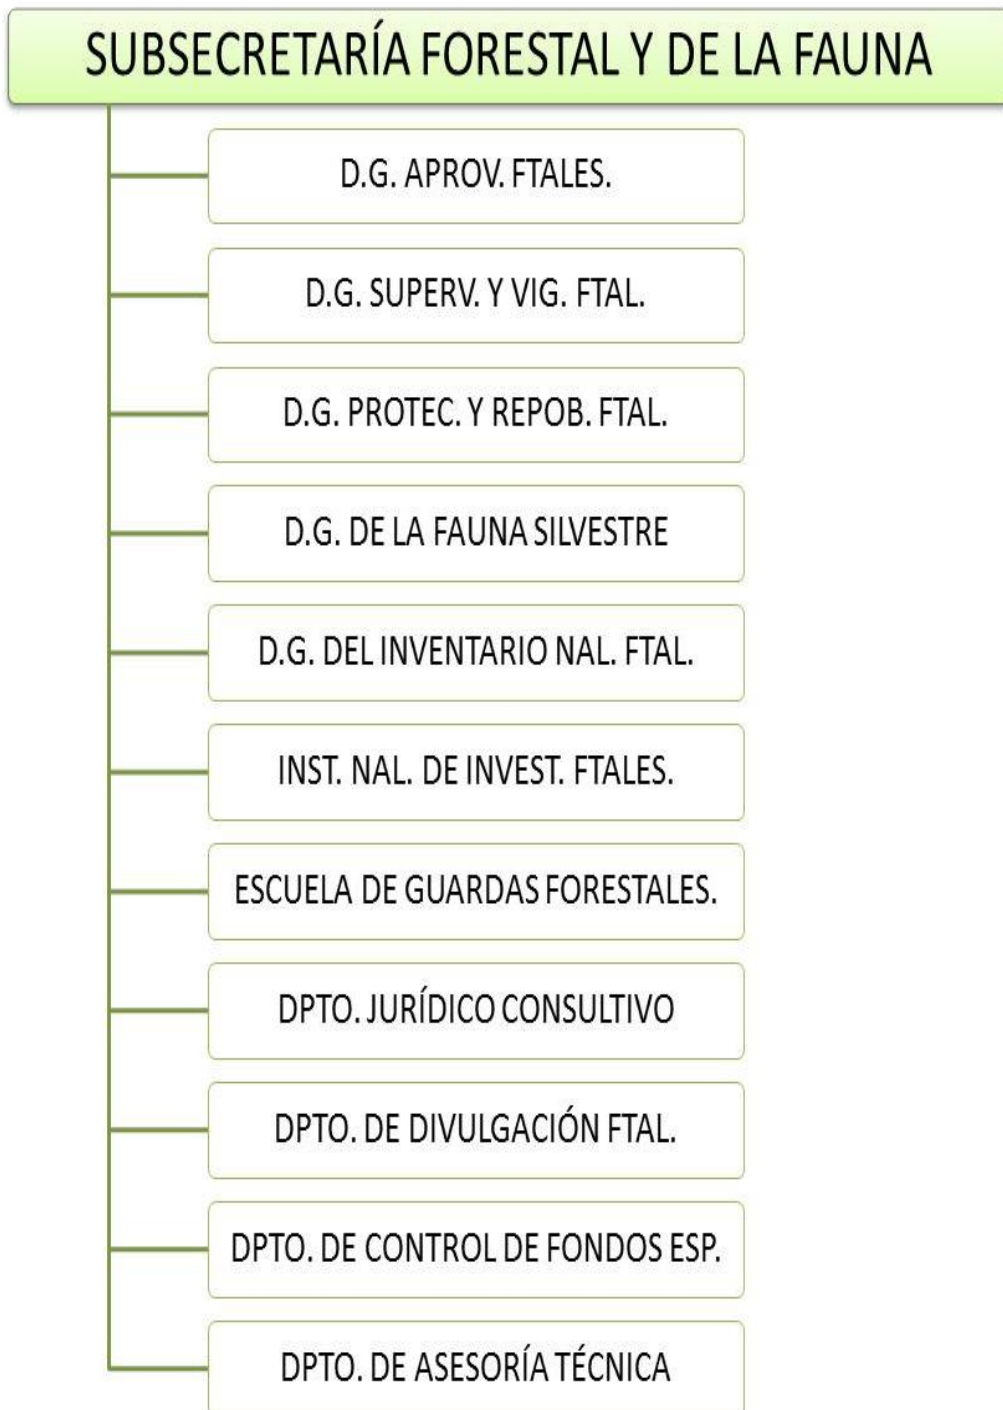 SUBSECRETARÍA FORESTAL Y DE LA FAUNA
D.G. APROV. FTALES.
D.G. SUPERV. Y VIG. FTAL.
D.G. PROTEC. Y REPOB. FTAL.
D.G. DE LA FAUNA SILVESTRE
D.G. DEL INVENTARIO NAL. FTAL.
INST. NAL. DE INVEST. FTALES.
ESCUELA DE GUARDAS FORESTALES.
DPTO. JURÍDICO CONSULTIVO
DPTO. DE DIVULGACIÓN FTAL.
DPTO. DE CONTROL DE FONDOS ESP.
DPTO. DE ASESORÍA TÉCNICA